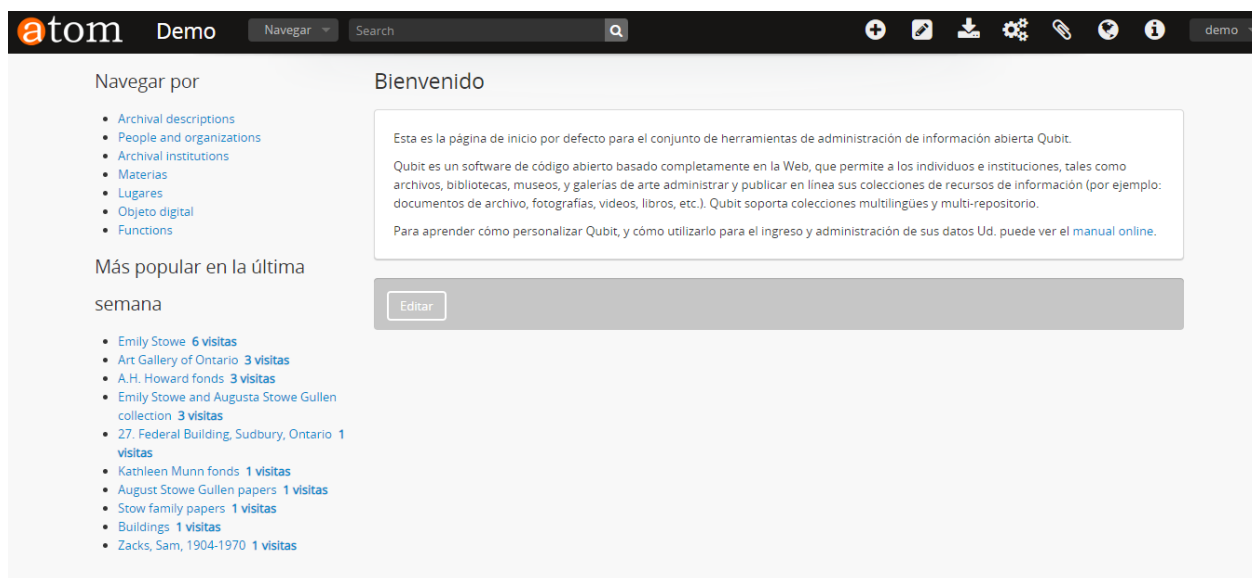 atom Demo Navegar Search demo
Navegar por
Archival descriptions
People and organizations
Archival institutions
Materias
Lugares
Objeto digital
Functions
Más popular en la última
semana
Emily Stowe 6 visitas
Art Gallery of Ontario 3 visitas
A.H. Howard fonds 3 visitas
Emily Stowe and Augusta Stowe Gullen
collection 3 visitas
27. Federal Building, Sudbury, Ontario 1
visitas
Kathleen Munn fonds 1 visitas
August Stowe Gullen papers 1 visitas
Stow family papers 1 visitas
Buildings 1 visitas
Zacks, Sam, 1904-1970 1 visitas
Bienvenido
Esta es la página de inicio por defecto para el conjunto de herramientas de administración de información abierta Qubit.
Qubit es un software de código abierto basado completamente en la Web, que permite a los individuos e instituciones, tales como
archivos, bibliotecas, museos, y galerías de arte administrar y publicar en línea sus colecciones de recursos de información (por ejemplo:
documentos de archivo, fotografías, videos, libros, etc.). Qubit soporta colecciones multilingües y multi-repositorio.
Para aprender cómo personalizar Qubit, y cómo utilizarlo para el ingreso y administración de sus datos Ud. puede ver el manual online.
Editar